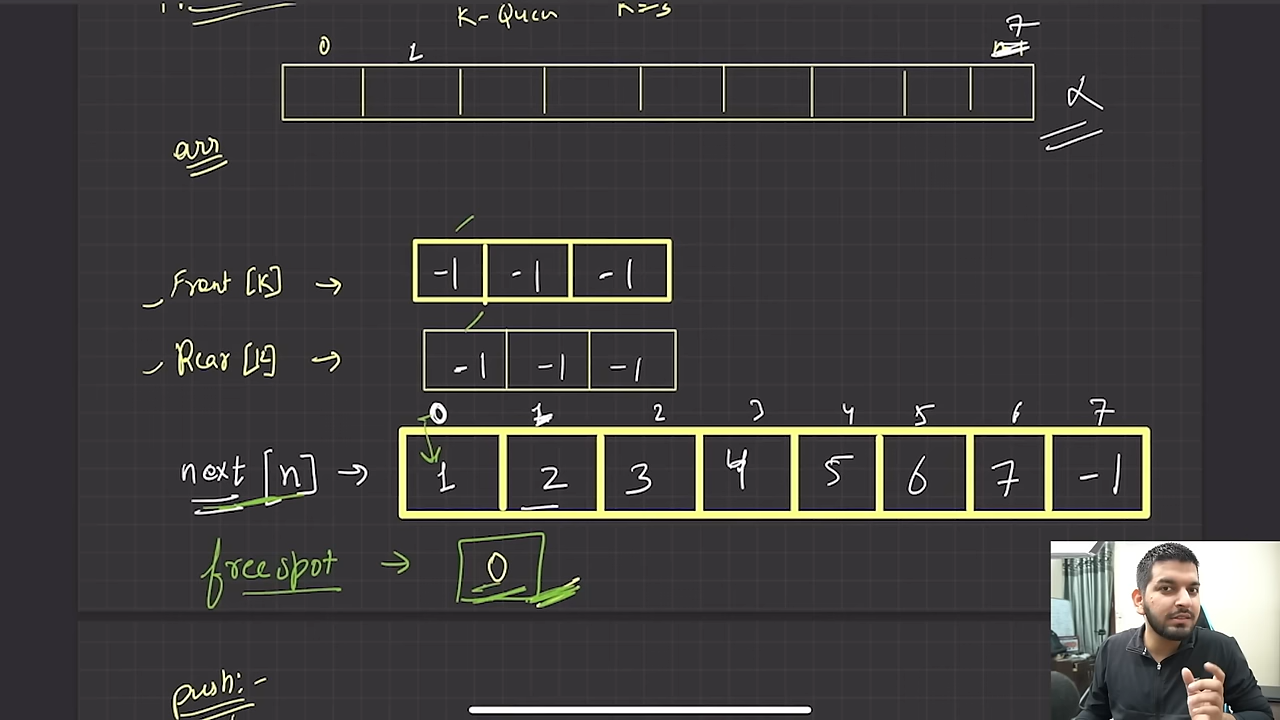 K-Queu K=3
0 1 7
arr
Front [K] → -1 -1 -1
Rear [K] → -1 -1 -1
0 1 2 3 4 5 6 7
next [n] → 1 2 3 4 5 6 7 -1
freespot → 0
push:-